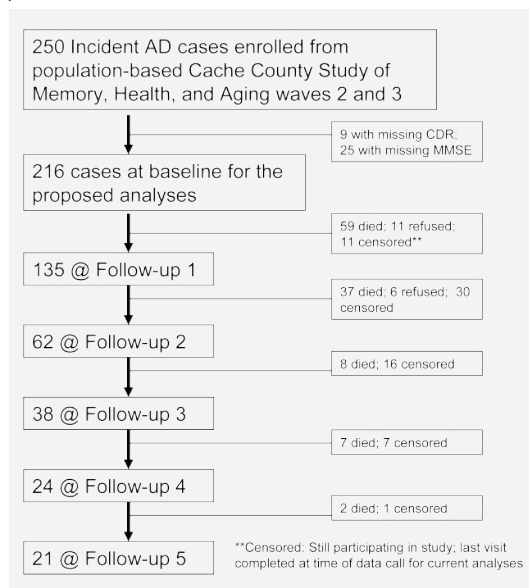 250 Incident AD cases enrolled from
population-based Cache County Study of
Memory, Health, and Aging waves 2 and 3
9 with missing CDR;
25 with missing MMSE
216 cases at baseline for the
proposed analyses
59 died; 11 refused;
11 censored**
135 @ Follow-up 1
37 died; 6 refused; 30
censored
62 @ Follow-up 2
8 died; 16 censored
38 @ Follow-up 3
7 died; 7 censored
24 @ Follow-up 4
2 died; 1 censored
21 @ Follow-up 5
**Censored: Still participating in study; last visit
completed at time of data call for current analyses